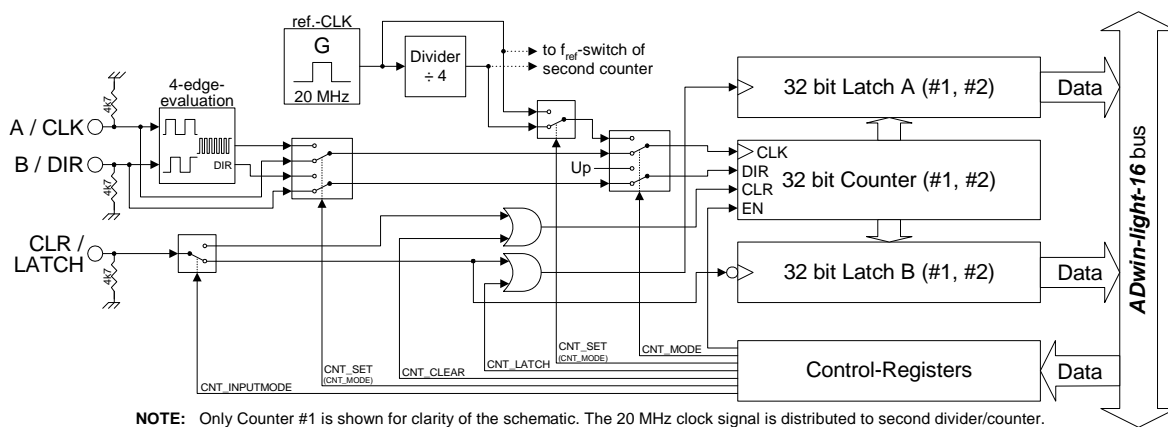 ref.-CLK
G
20 MHz
Divider
÷ 4
to fref-switch of
second counter
4-edge-
evaluation
DIR
4k7
A / CLK
B / DIR
4k7
CLR /
LATCH
4k7
Up
32 bit Latch A (#1, #2)
Data
CLK
DIR
CLR
EN
32 bit Counter (#1, #2)
32 bit Latch B (#1, #2)
Data
ADwin-light-16 bus
Control-Registers
Data
CNT_MODE
CNT_SET
(CNT_MODE)
CNT_LATCH
CNT_CLEAR
CNT_SET
(CNT_MODE)
CNT_INPUTMODE
NOTE: Only Counter #1 is shown for clarity of the schematic. The 20 MHz clock signal is distributed to second divider/counter.